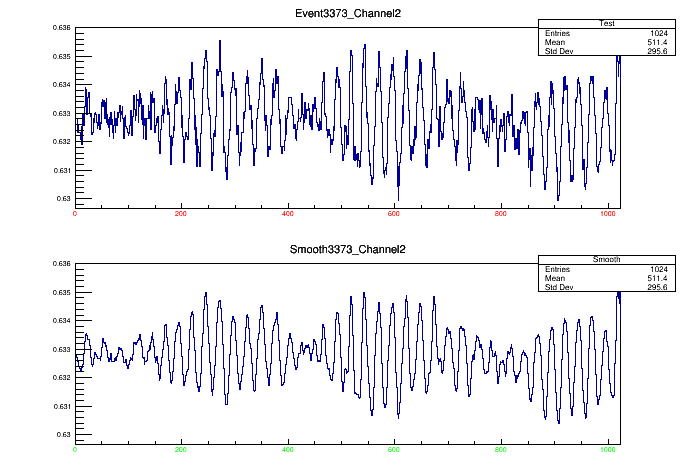 Event3373_Channel2
Test
Entries 1024
Mean 511.4
Std Dev 295.6
0.636
0.635
0.634
0.633
0.632
0.631
0.63
0 200 400 600 800 1000
Smooth3373_Channel2
Smooth
Entries 1024
Mean 511.4
Std Dev 295.6
0.636
0.635
0.634
0.633
0.632
0.631
0.63
0 200 400 600 800 1000